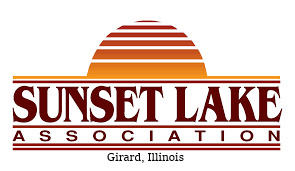 SUNSET LAKE
ASSOCIATION
Girard, Illinois